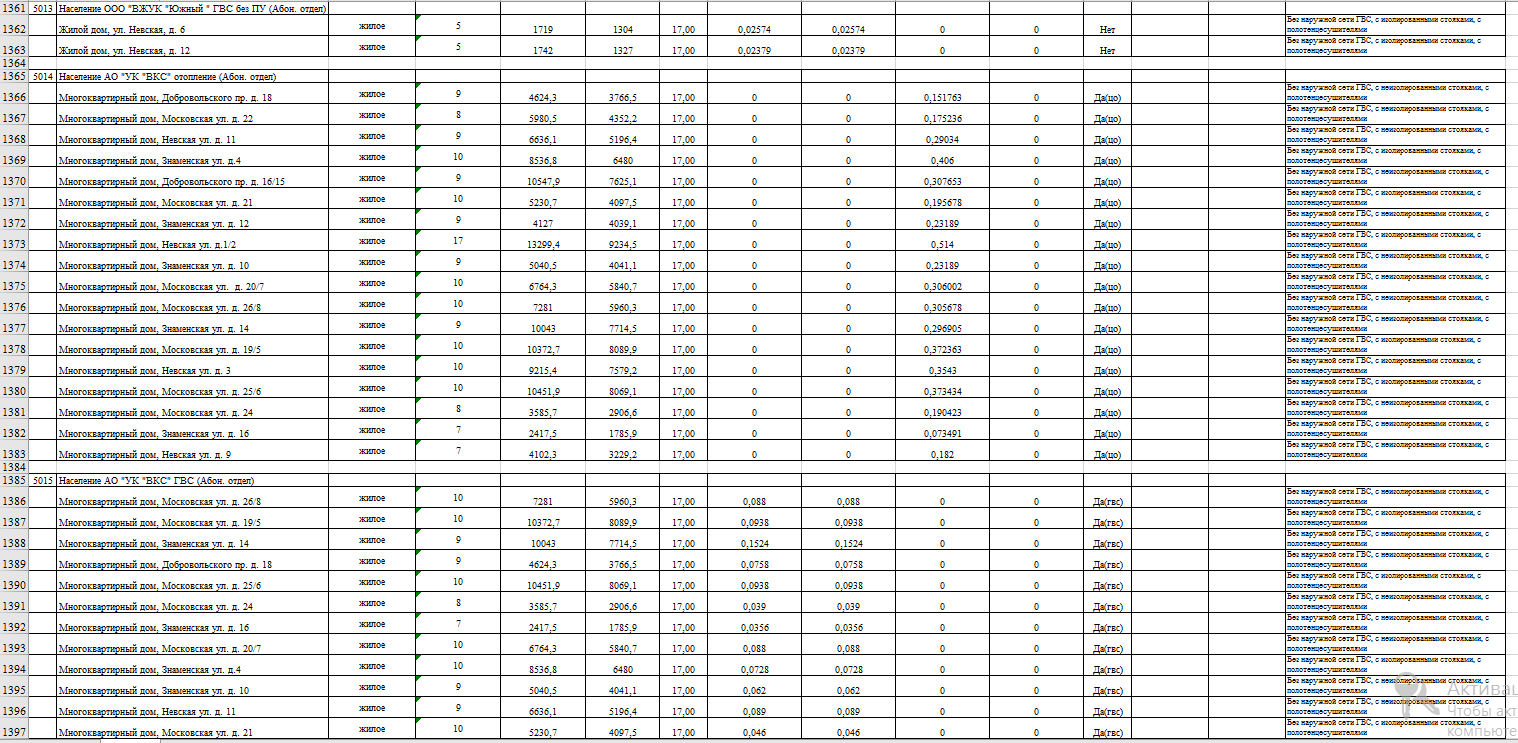 1361 5013 Население ООО "ВЖУК "Южный " ГВС без ПУ (Абон. отдел)
1362 Жилой дом, ул. Невская, д. 6 жилое 5 1719 1304 17,00 0,02574 0,02574 0 0 Нет Без наружной сети ГВС, с изолированными стояками, с полотенцесушителями
1363 Жилой дом, ул. Невская, д. 12 жилое 5 1742 1327 17,00 0,02379 0,02379 0 0 Нет Без наружной сети ГВС, с изолированными стояками, с полотенцесушителями
1364
1365 5014 Население АО "УК "ВКС" отопление (Абон. отдел)
1366 Многоквартирный дом, Добровольского пр. д. 18 жилое 9 4624,3 3766,5 17,00 0 0 0,151763 0 Да(цо) Без наружной сети ГВС, с изолированными стояками, с полотенцесушителями
1367 Многоквартирный дом, Московская ул. д. 22 жилое 8 5980,5 4352,2 17,00 0 0 0,175236 0 Да(цо) Без наружной сети ГВС, с неизолированными стояками, с полотенцесушителями
1368 Многоквартирный дом, Невская ул. д. 11 жилое 9 6636,1 5196,4 17,00 0 0 0,29034 0 Да(цо) Без наружной сети ГВС, с неизолированными стояками, с полотенцесушителями
1369 Многоквартирный дом, Знаменская ул. д.4 жилое 10 8536,8 6480 17,00 0 0 0,406 0 Да(цо) Без наружной сети ГВС, с изолированными стояками, с полотенцесушителями
1370 Многоквартирный дом, Добровольского пр. д. 16/15 жилое 9 10547,9 7625,1 17,00 0 0 0,307653 0 Да(цо) Без наружной сети ГВС, с изолированными стояками, с полотенцесушителями
1371 Многоквартирный дом, Московская ул. д. 21 жилое 10 5230,7 4097,5 17,00 0 0 0,195678 0 Да(цо) Без наружной сети ГВС, с неизолированными стояками, с полотенцесушителями
1372 Многоквартирный дом, Знаменская ул. д. 12 жилое 9 4127 4039,1 17,00 0 0 0,23189 0 Да(цо) Без наружной сети ГВС, с неизолированными стояками, с полотенцесушителями
1373 Многоквартирный дом, Невская ул. д.1/2 жилое 17 13299,4 9234,5 17,00 0 0 0,514 0 Да(цо) Без наружной сети ГВС, с изолированными стояками, с полотенцесушителями
1374 Многоквартирный дом, Знаменская ул. д. 10 жилое 9 5040,5 4041,1 17,00 0 0 0,23189 0 Да(цо) Без наружной сети ГВС, с неизолированными стояками, с полотенцесушителями
1375 Многоквартирный дом, Московская ул. д. 20/7 жилое 10 6764,3 5840,7 17,00 0 0 0,306002 0 Да(цо) Без наружной сети ГВС, с неизолированными стояками, с полотенцесушителями
1376 Многоквартирный дом, Московская ул. д. 26/8 жилое 10 7281 5960,3 17,00 0 0 0,305678 0 Да(цо) Без наружной сети ГВС, с неизолированными стояками, с полотенцесушителями
1377 Многоквартирный дом, Знаменская ул. д. 14 жилое 9 10043 7714,5 17,00 0 0 0,296905 0 Да(цо) Без наружной сети ГВС, с неизолированными стояками, с полотенцесушителями
1378 Многоквартирный дом, Московская ул. д. 19/5 жилое 10 10372,7 8089,9 17,00 0 0 0,372363 0 Да(цо) Без наружной сети ГВС, с неизолированными стояками, с полотенцесушителями
1379 Многоквартирный дом, Невская ул. д. 3 жилое 10 9215,4 7579,2 17,00 0 0 0,3543 0 Да(цо) Без наружной сети ГВС, с изолированными стояками, с полотенцесушителями
1380 Многоквартирный дом, Московская ул. д. 25/6 жилое 10 10451,9 8069,1 17,00 0 0 0,373434 0 Да(цо) Без наружной сети ГВС, с изолированными стояками, с полотенцесушителями
1381 Многоквартирный дом, Московская ул. д. 24 жилое 8 3585,7 2906,6 17,00 0 0 0,190423 0 Да(цо) Без наружной сети ГВС, с неизолированными стояками, с полотенцесушителями
1382 Многоквартирный дом, Знаменская ул. д. 16 жилое 7 2417,5 1785,9 17,00 0 0 0,073491 0 Да(цо) Без наружной сети ГВС, с неизолированными стояками, с полотенцесушителями
1383 Многоквартирный дом, Невская ул. д. 9 жилое 7 4102,3 3229,2 17,00 0 0 0,182 0 Да(цо) Без наружной сети ГВС, с изолированными стояками, с полотенцесушителями
1384
1385 5015 Население АО "УК "ВКС" ГВС (Абон. отдел)
1386 Многоквартирный дом, Московская ул. д. 26/8 жилое 10 7281 5960,3 17,00 0,088 0,088 0 0 Да(гвс) Без наружной сети ГВС, с неизолированными стояками, с полотенцесушителями
1387 Многоквартирный дом, Московская ул. д. 19/5 жилое 10 10372,7 8089,9 17,00 0,0938 0,0938 0 0 Да(гвс) Без наружной сети ГВС, с неизолированными стояками, с полотенцесушителями
1388 Многоквартирный дом, Знаменская ул. д. 14 жилое 9 10043 7714,5 17,00 0,1524 0,1524 0 0 Да(гвс) Без наружной сети ГВС, с неизолированными стояками, с полотенцесушителями
1389 Многоквартирный дом, Добровольского пр. д. 18 жилое 9 4624,3 3766,5 17,00 0,0758 0,0758 0 0 Да(гвс) Без наружной сети ГВС, с изолированными стояками, с полотенцесушителями
1390 Многоквартирный дом, Московская ул. д. 25/6 жилое 10 10451,9 8069,1 17,00 0,0938 0,0938 0 0 Да(гвс) Без наружной сети ГВС, с изолированными стояками, с полотенцесушителями
1391 Многоквартирный дом, Московская ул. д. 24 жилое 8 3585,7 2906,6 17,00 0,039 0,039 0 0 Да(гвс) Без наружной сети ГВС, с неизолированными стояками, с полотенцесушителями
1392 Многоквартирный дом, Знаменская ул. д. 16 жилое 7 2417,5 1785,9 17,00 0,0356 0,0356 0 0 Да(гвс) Без наружной сети ГВС, с неизолированными стояками, с полотенцесушителями
1393 Многоквартирный дом, Московская ул. д. 20/7 жилое 10 6764,3 5840,7 17,00 0,088 0,088 0 0 Да(гвс) Без наружной сети ГВС, с неизолированными стояками, с полотенцесушителями
1394 Многоквартирный дом, Знаменская ул. д.4 жилое 10 8536,8 6480 17,00 0,0728 0,0728 0 0 Да(гвс) Без наружной сети ГВС, с изолированными стояками, с полотенцесушителями
1395 Многоквартирный дом, Знаменская ул. д. 10 жилое 9 5040,5 4041,1 17,00 0,062 0,062 0 0 Да(гвс) Без наружной сети ГВС, с неизолированными стояками, с полотенцесушителями
Активац
1396 Многоквартирный дом, Невская ул. д. 11 жилое 9 6636,1 5196,4 17,00 0,089 0,089 0 0 Да(гвс) Без наружной сети ГВС, с неизолированными стояками, с полотенцесушителями
Чтобы акт
1397 Многоквартирный дом, Московская ул. д. 21 жилое 10 5230,7 4097,5 17,00 0,046 0,046 0 0 Да(гвс) Без наружной сети ГВС, с неизолированными стояками, с полотенцесушителями
компьюте